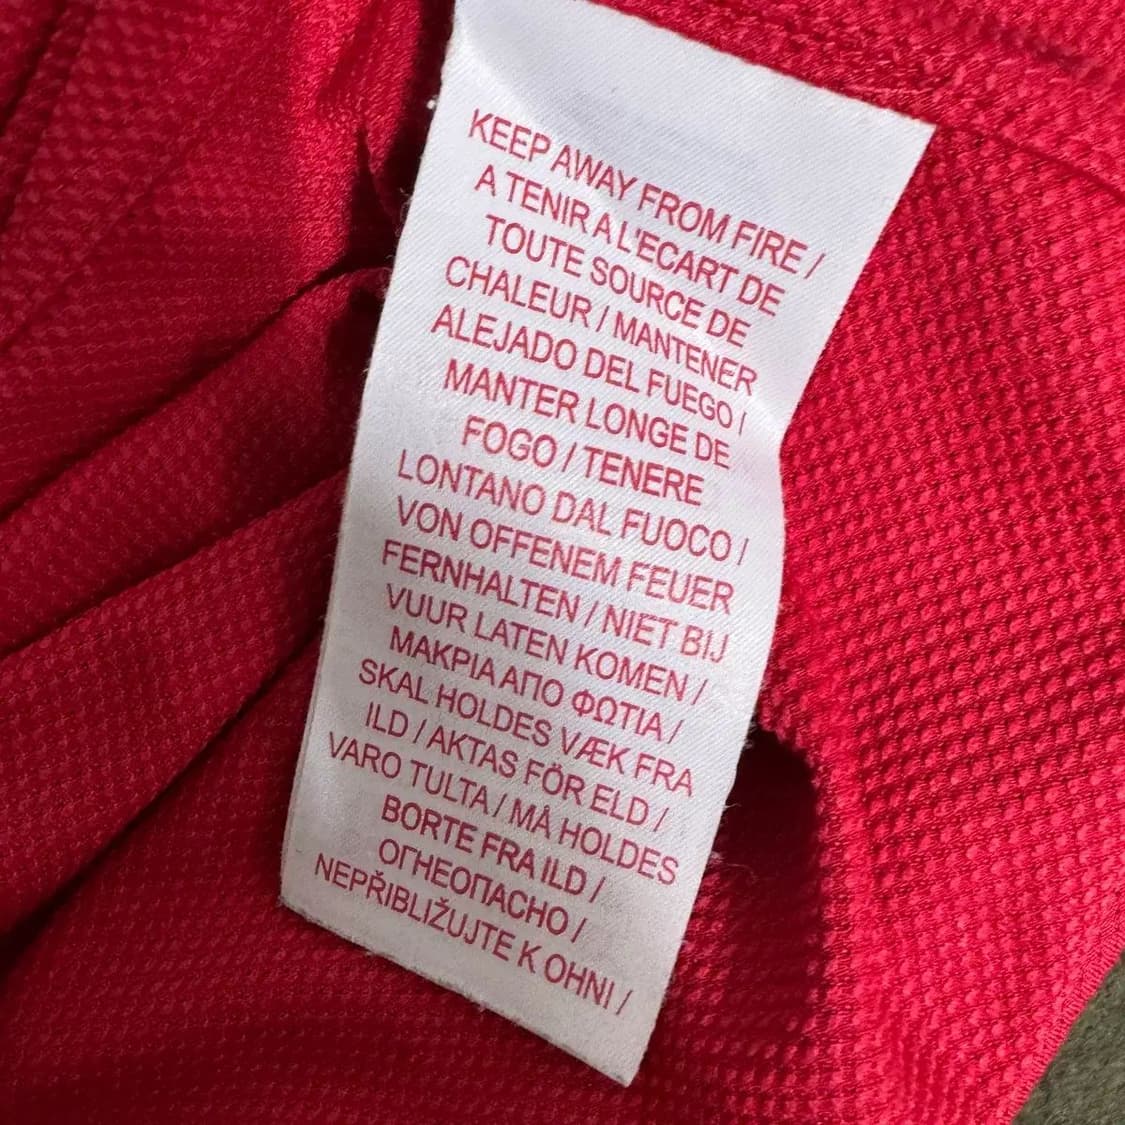 KEEP AWAY FROM FIRE /
A TENIR A L'ECART DE
TOUTE SOURCE DE
CHALEUR / MANTENER
ALEJADO DEL FUEGO /
MANTER LONGE DE
FOGO / TENERE
LONTANO DAL FUOCO /
VON OFFENEM FEUER
FERNHALTEN / NIET BIJ
VUUR LATEN KOMEN /
ΜΑΚΡΙΑ ΑΠΟ ΦΩΤΙΑ /
SKAL HOLDES VÆK FRA
ILD / AKTAS FÖR ELD /
VARO TULTA / MÅ HOLDES
BORTE FRA ILD /
ОГНЕОПАСНО /
NEPŘIBLIŽUJTE K OHNI /